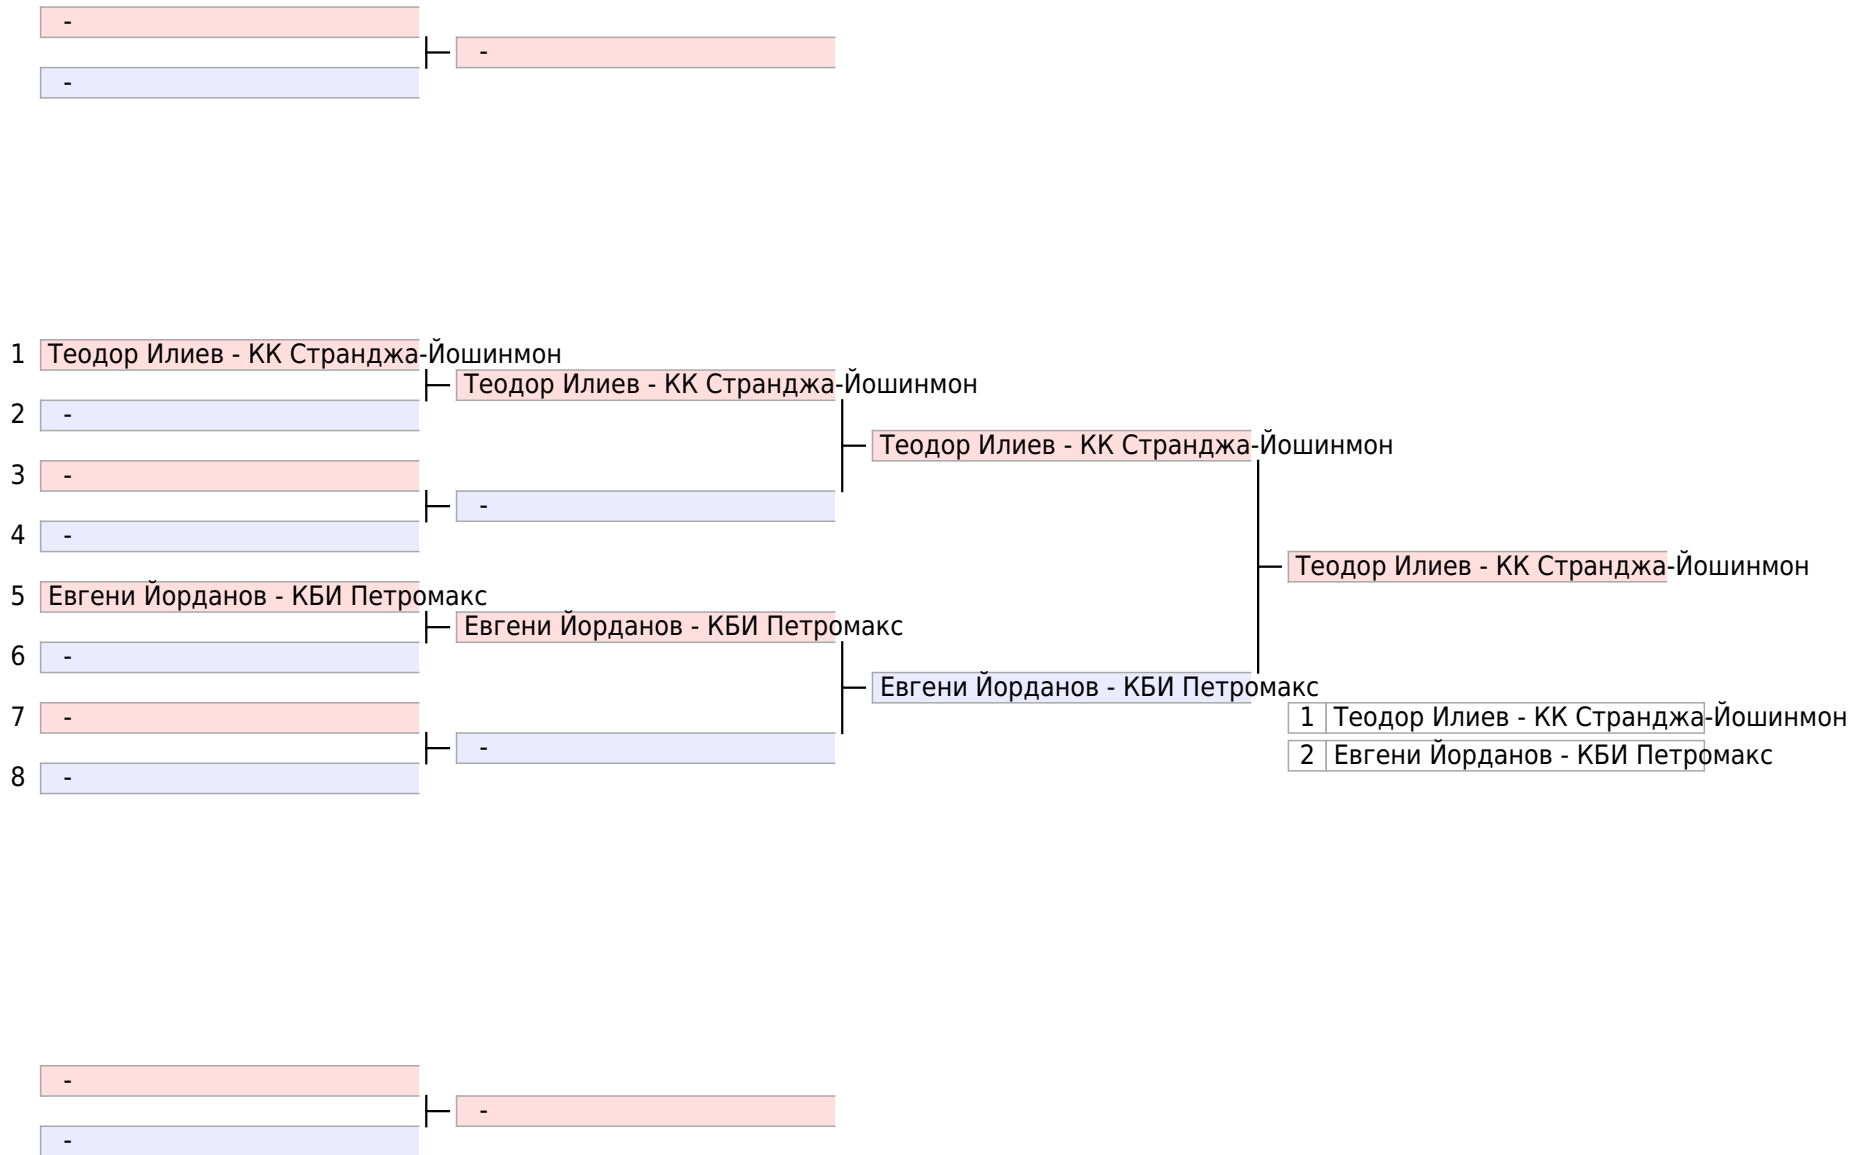 -
-
-
1 Теодор Илиев - КК Странджа-Йошинмон
Теодор Илиев - КК Странджа-Йошинмон
2 -
Теодор Илиев - КК Странджа-Йошинмон
3 -
-
4 -
Теодор Илиев - КК Странджа-Йошинмон
5 Евгени Йорданов - КБИ Петромакс
Евгени Йорданов - КБИ Петромакс
6 -
Евгени Йорданов - КБИ Петромакс
7 -
1 Теодор Илиев - КК Странджа-Йошинмон
-
2 Евгени Йорданов - КБИ Петромакс
8 -
-
-
-